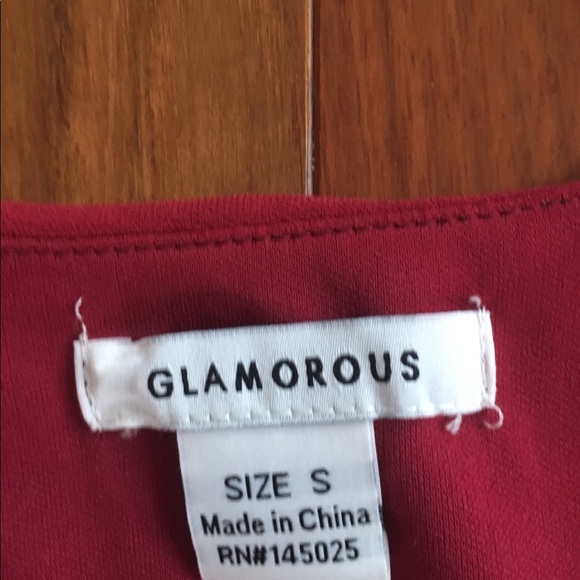 GLAMOROUS
SIZE S
Made in China
RN#145025